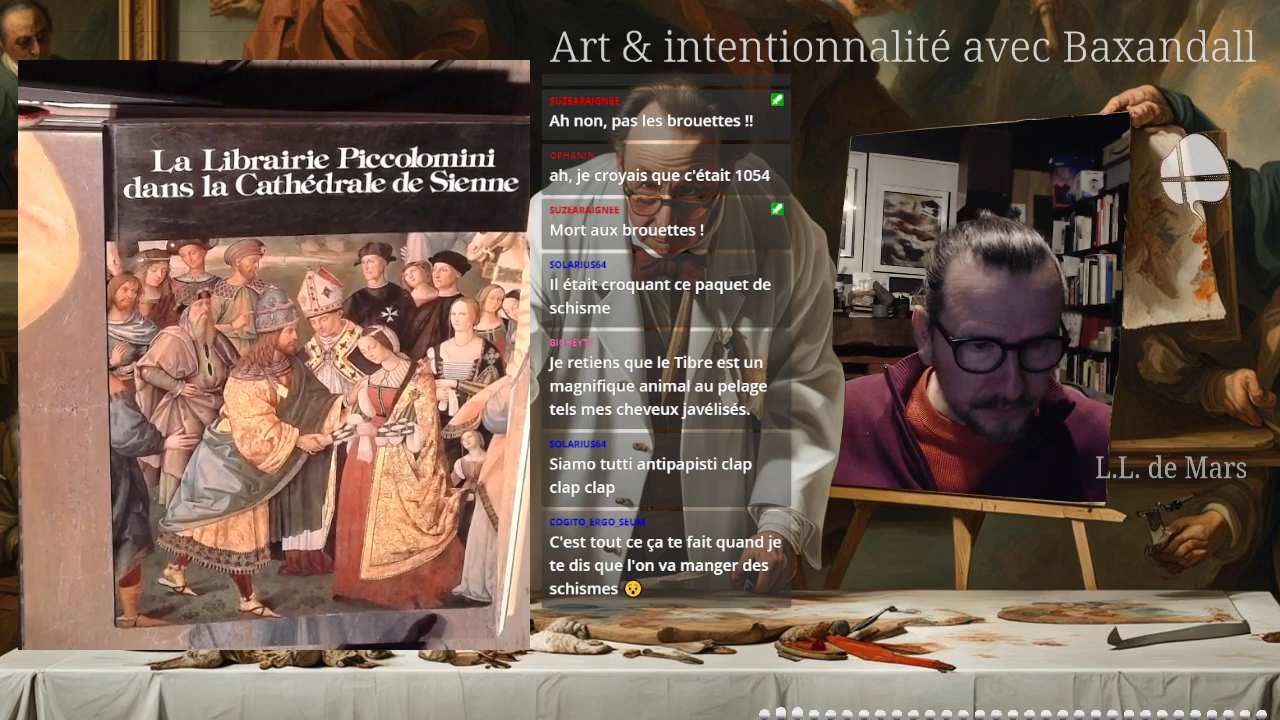 Art & intentionnalité avec Baxandall
La Librairie Piccolomini
dans la Cathédrale de Sienne
SUZEARAIGNEE
Ah non, pas les brouettes !!
OPHANIN
ah, je croyais que c'était 1054
SUZEARAIGNEE
Mort aux brouettes !
SOLARIUS64
Il était croquant ce paquet de
schisme
Je retiens que le Tibre est un
magnifique animal au pelage
tels mes cheveux javélisés.
SOLARIUS64
Siamo tutti antipapisti clap
clap clap
COGITO_ERGO_SEUM
C'est tout ce ça te fait quand je
te dis que l'on va manger des
schismes 😯
L.L. de Mars